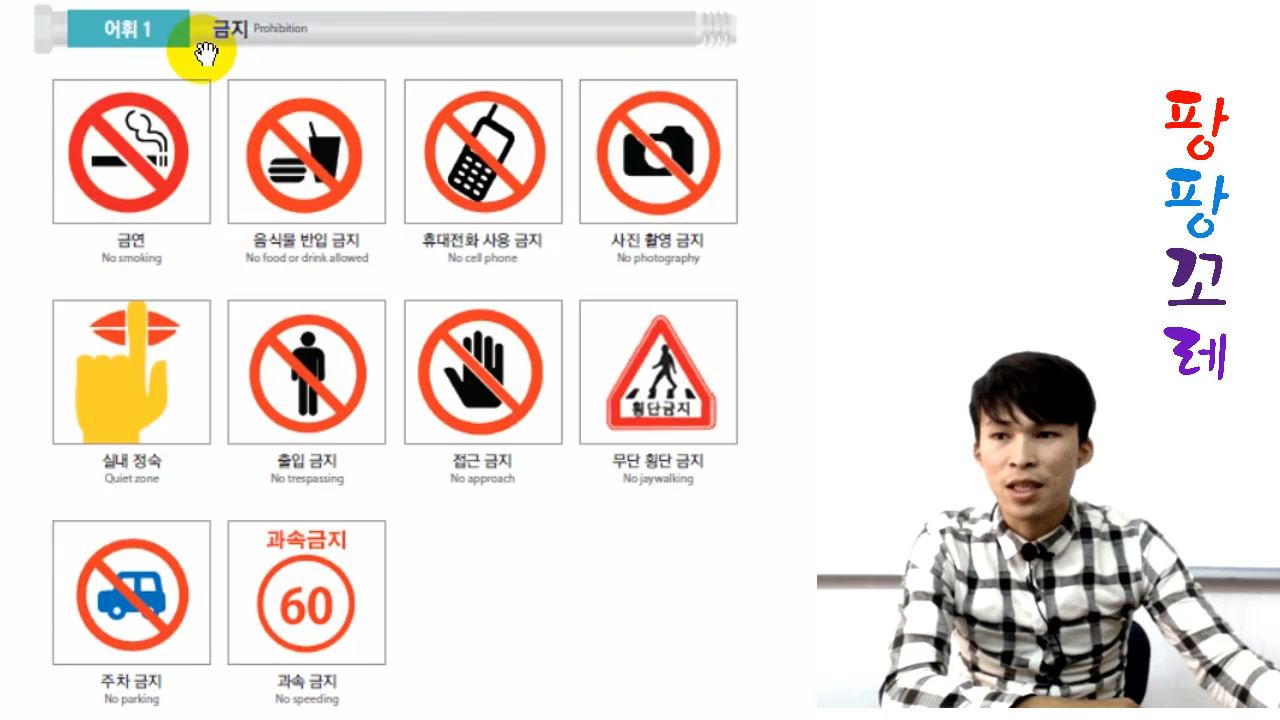 어휘 1
금지 Prohibition
금연
No smoking
음식물 반입 금지
No food or drink allowed
휴대전화 사용 금지
No cell phone
사진 촬영 금지
No photography
실내 정숙
Quiet zone
출입 금지
No trespassing
접근 금지
No approach
횡단금지
무단 횡단 금지
No jaywalking
주차 금지
No parking
과속금지
60
과속 금지
No speeding
팡
팡
꼬
레